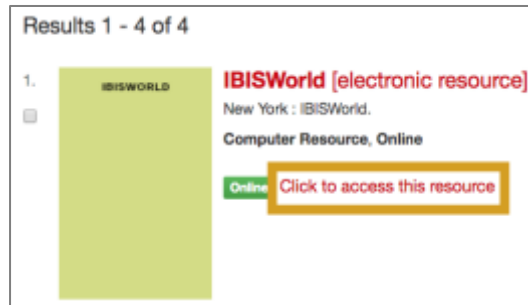 Results 1 - 4 of 4
1.
IBISWORLD
IBISWorld [electronic resource]
New York : IBISWorld.
Computer Resource, Online
Online Click to access this resource